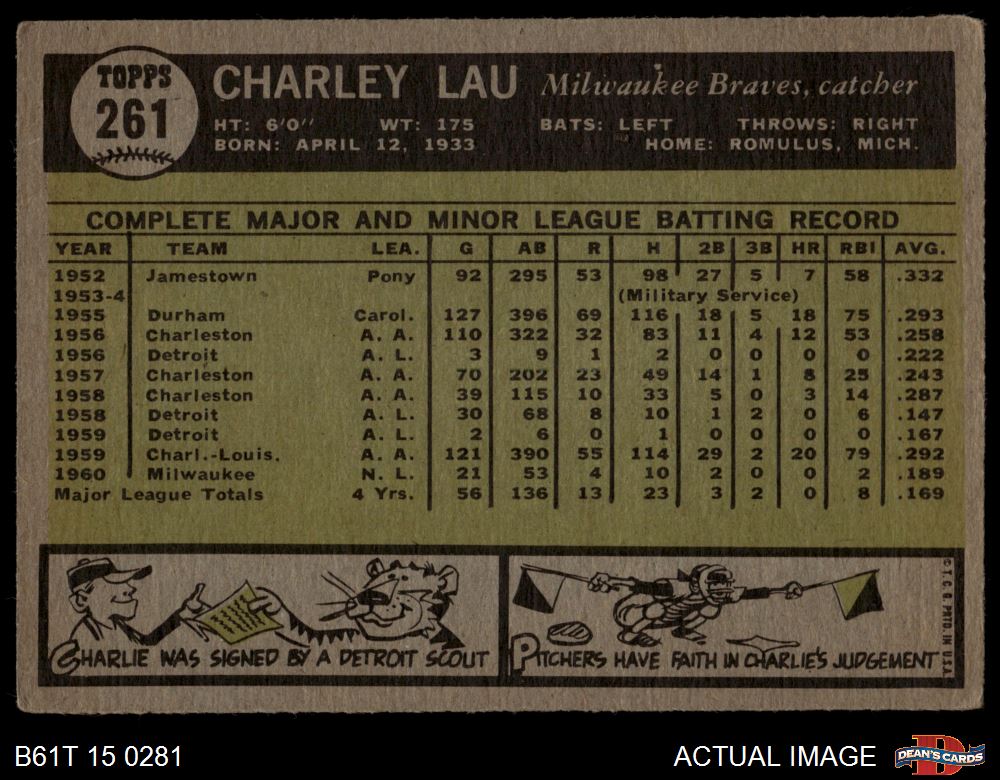 TOPPS
261
CHARLEY LAU Milwaukee Braves, catcher
HT: 6'0" WT: 175 BATS: LEFT THROWS: RIGHT
BORN: APRIL 12, 1933 HOME: ROMULUS, MICH.
COMPLETE MAJOR AND MINOR LEAGUE BATTING RECORD
YEAR TEAM LEA. G AB R H 2B 3B HR RBI AVG.
1952 Jamestown Pony 92 295 53 98 27 5 7 58 .332
1953-4 (Military Service)
1955 Durham Carol. 127 396 69 116 18 5 18 75 .293
1956 Charleston A. A. 110 322 32 83 11 4 12 53 .258
1956 Detroit A. L. 3 9 1 2 0 0 0 0 .222
1957 Charleston A. A. 70 202 23 49 14 1 8 25 .243
1958 Charleston A. A. 39 115 10 33 5 0 3 14 .287
1958 Detroit A. L. 30 68 8 10 1 2 0 6 .147
1959 Detroit A. L. 2 6 0 1 0 0 0 0 .167
1959 Charl.-Louis. A. A. 121 390 55 114 29 2 20 79 .292
1960 Milwaukee N. L. 21 53 4 10 2 0 0 2 .189
Major League Totals 4 Yrs. 56 136 13 23 3 2 0 8 .169
CHARLIE WAS SIGNED BY A DETROIT SCOUT
PITCHERS HAVE FAITH IN CHARLIE'S JUDGEMENT
© T. C. G. PRTD. IN U.S.A.
B61T 15 0281
ACTUAL IMAGE
DEAN'S CARDS